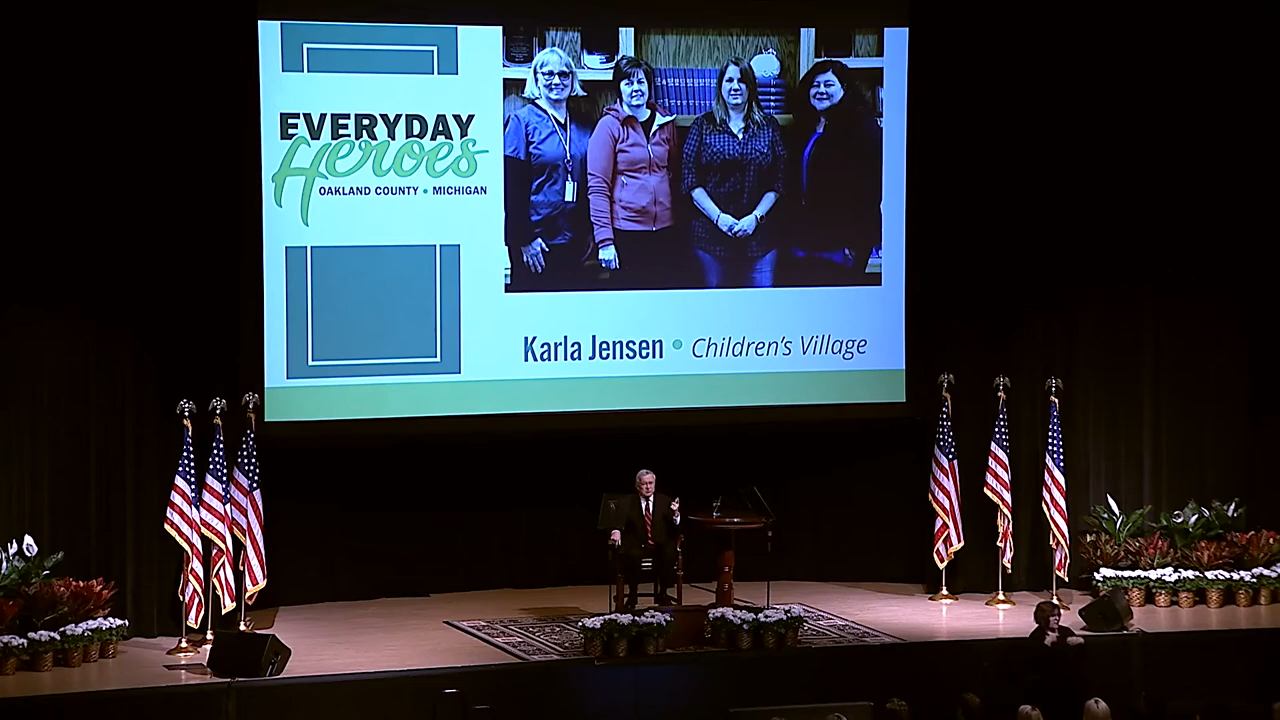 EVERYDAY
Heroes
OAKLAND COUNTY • MICHIGAN
Karla Jensen • Children's Village